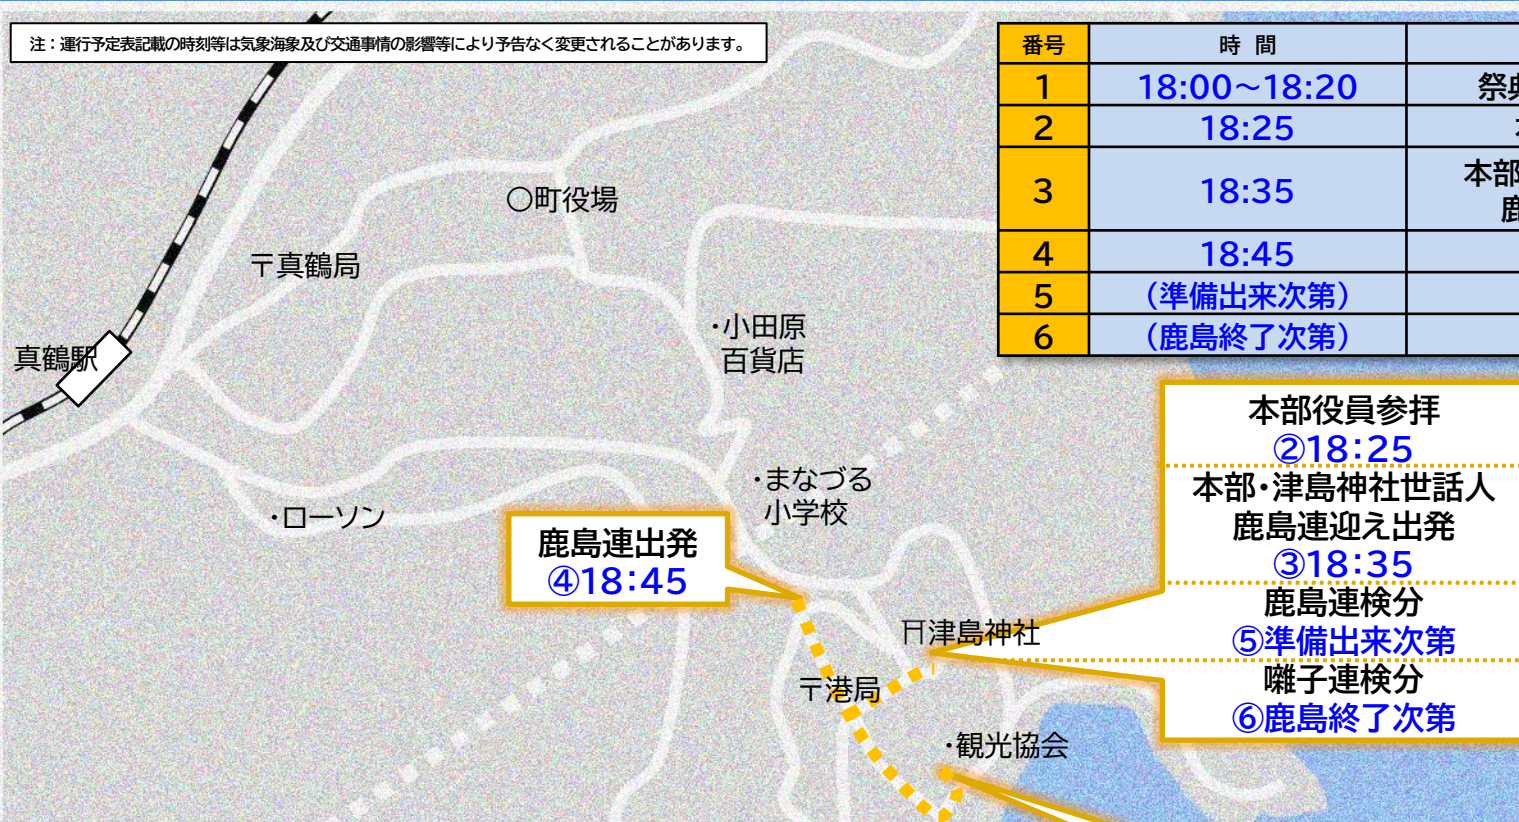 注：運行予定表記載の時刻等は気象海象及び交通事情の影響等により予告なく変更されることがあります。
番号 時 間
1 18:00～18:20
2 18:25
3 18:35 本部
4 18:45
5 （準備出来次第）
6 （鹿島終了次第）
〇町役場
〒真鶴局
・小田原
百貨店
真鶴駅
・まなづる
小学校
・ローソン
鹿島連出発
④18:45
本部役員参拝
②18:25
本部・津島神社世話人
鹿島連迎え出発
③18:35
鹿島連検分
⑤準備出来次第
囃子連検分
⑥鹿島終了次第
津島神社
〒港局
・観光協会